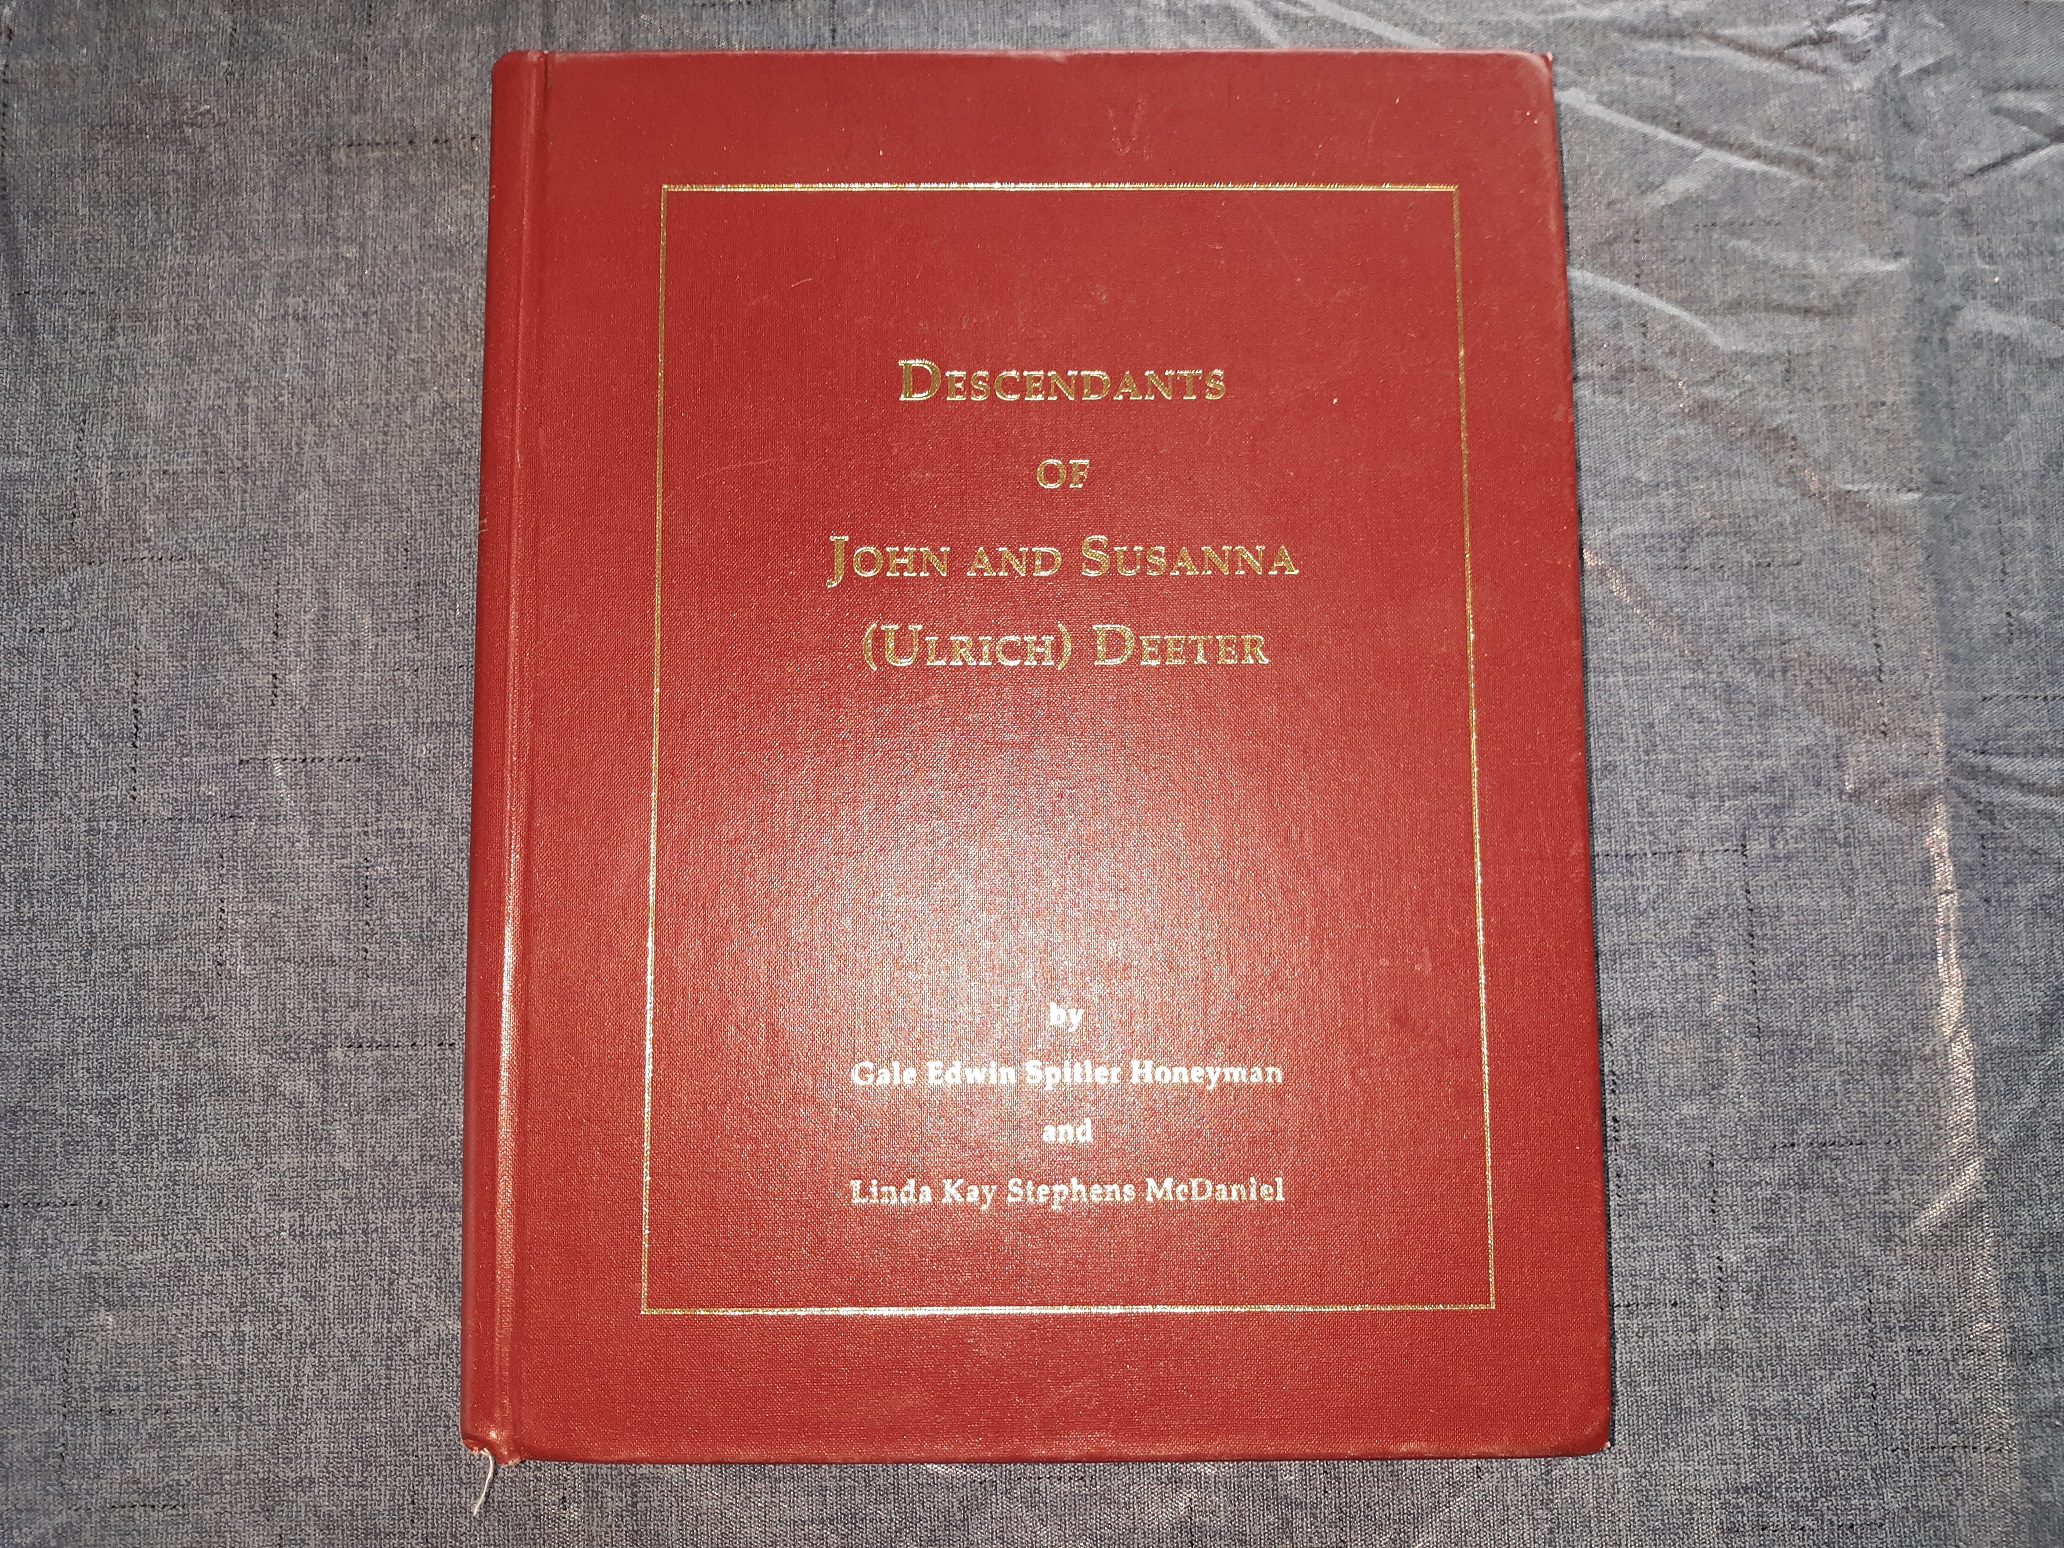 DESCENDANTS
OF
JOHN AND SUSANNA
(ULRICH) DEETER
by
Gale Edwin Spitler Honeyman
and
Linda Kay Stephens McDaniel